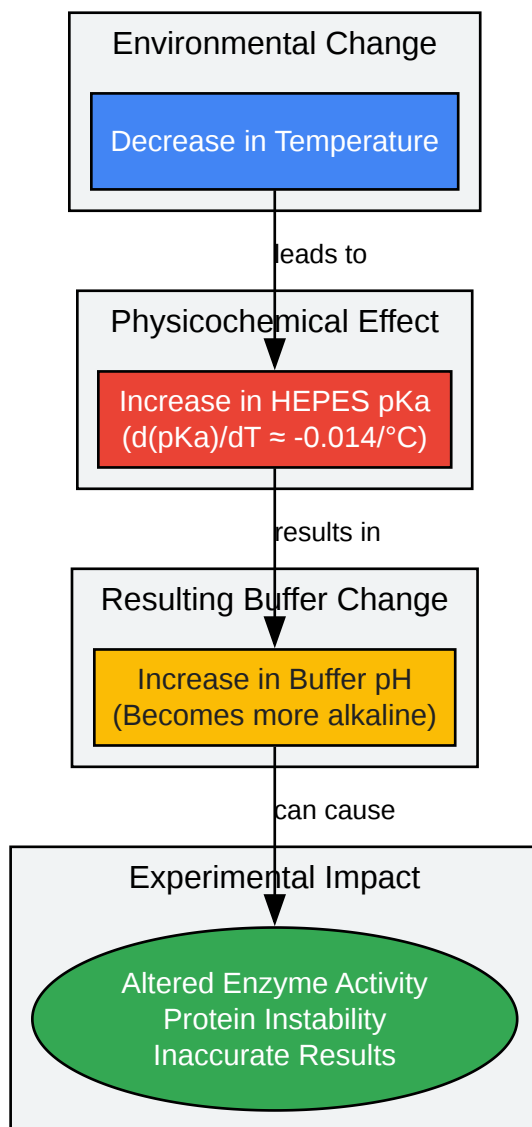 Environmental Change
Decrease in Temperature
leads to
Physicochemical Effect
Increase in HEPES pKa
(d(pKa)/dT ≈ -0.014/°C)
results in
Resulting Buffer Change
Increase in Buffer pH
(Becomes more alkaline)
can cause
Experimental Impact
Altered Enzyme Activity
Protein Instability
Inaccurate Results